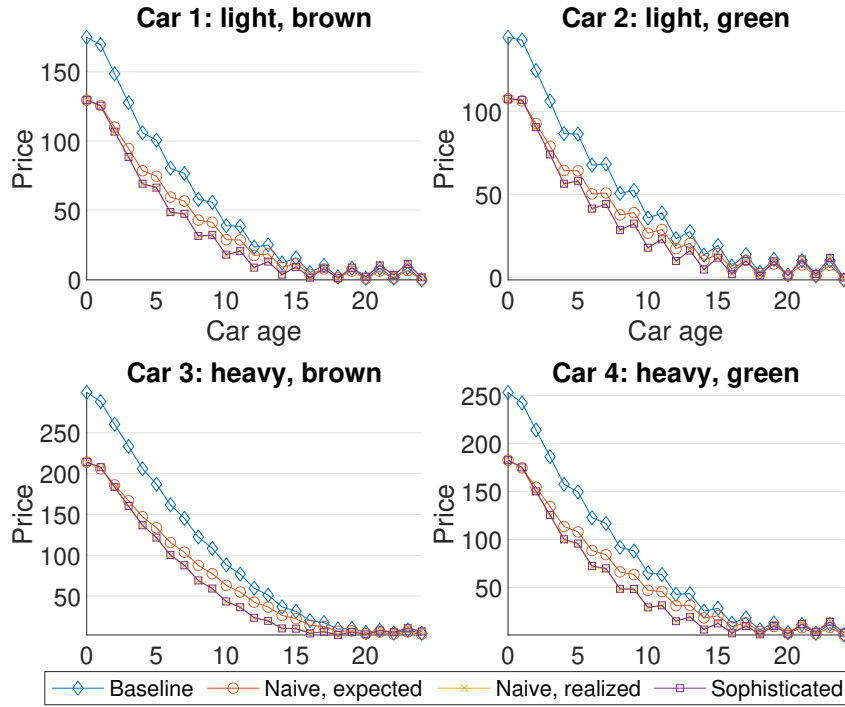 Car 1: light, brown
Car 2: light, green
Price
150
100
50
0
0 5 10 15 20
Car age
Price
100
50
0
0 5 10 15 20
Car age
Car 3: heavy, brown
Car 4: heavy, green
Price
250
200
150
100
50
0 5 10 15 20
Price
250
200
150
100
50
0 5 10 15 20
Baseline Naive, expected Naive, realized Sophisticated